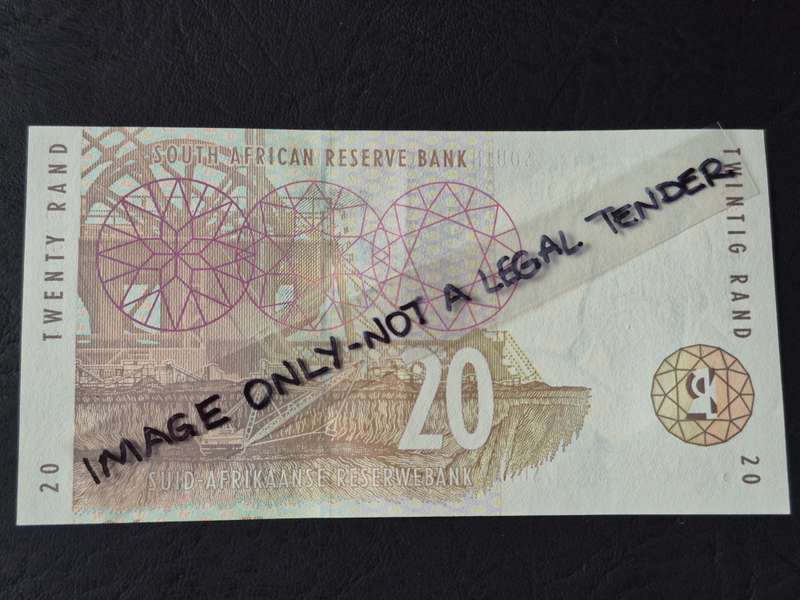 SOUTH AFRICAN RESERVE BANK
TWENTY RAND
TWINTIG RAND
IMAGE ONLY-NOT A LEGAL TENDER
20
SUID-AFRIKAANSE RESERWEBANK
20
20